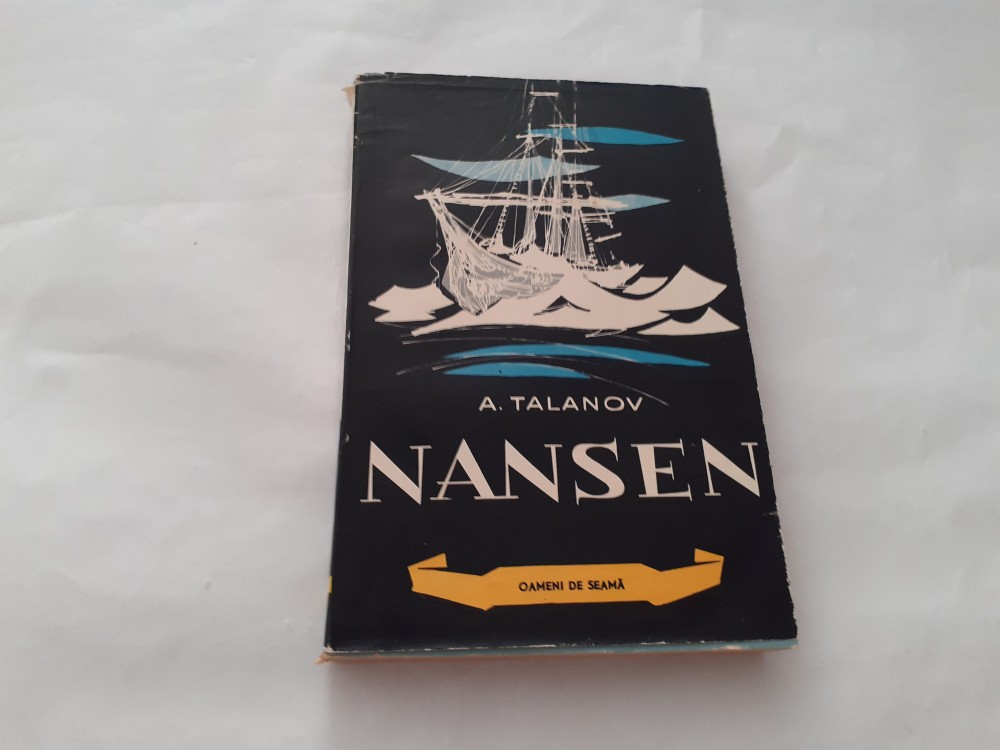 A. TALANOV
NANSEN
OAMENI DE SEAMĂ